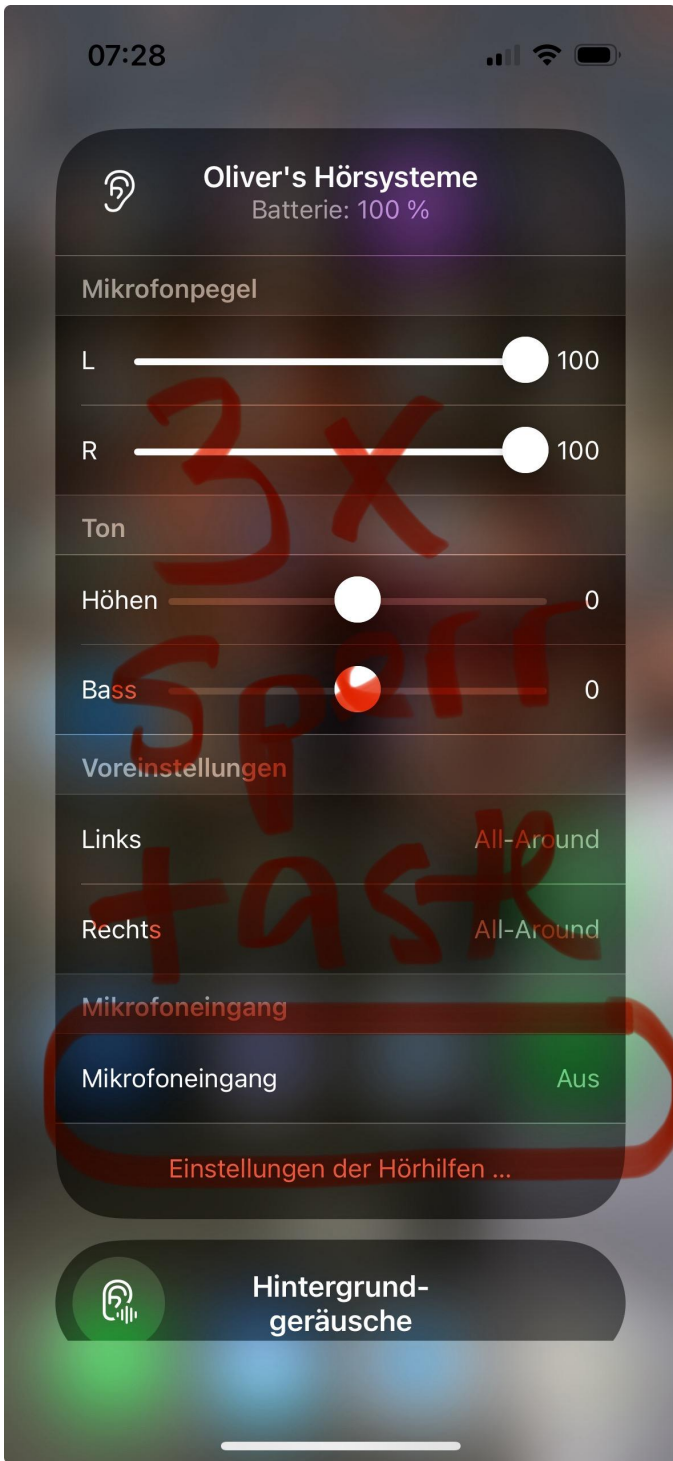 07:28
Oliver's Hörsysteme
Batterie: 100 %
Mikrofonpegel
L 100
R 100
3x
Ton
Höhen 0
Sperr
Bass 0
Voreinstellungen
Links All-Around
taste
Rechts All-Around
Mikrofoneingang
Mikrofoneingang Aus
Einstellungen der Hörhilfen ...
Hintergrund-
geräusche